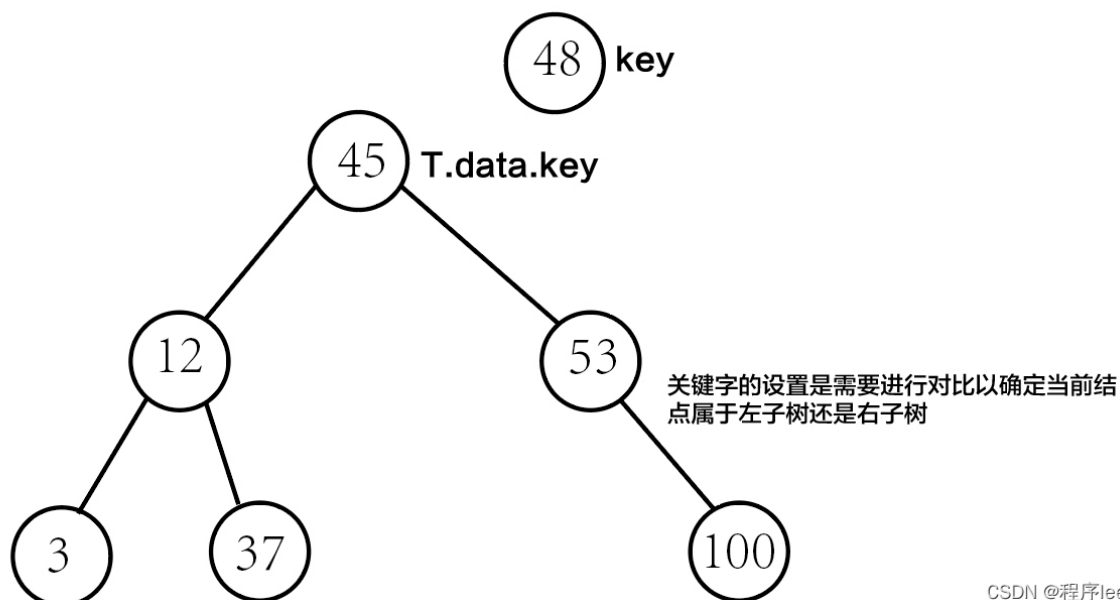 48 key
45 T.data.key
12 53
关键字的设置是需要进行对比以确定当前结
点属于左子树还是右子树
3 37 100
CSDN @程序lea